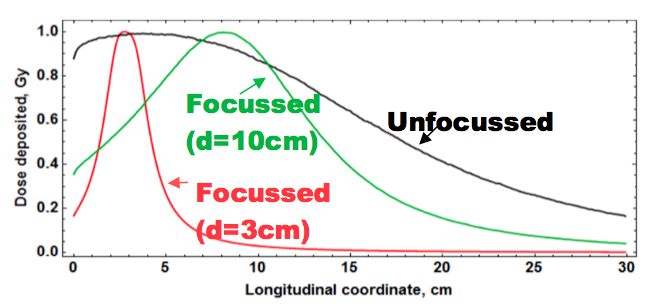 1.0
0.8
0.6
0.4
0.2
0.0
Dose deposited, Gy
Focussed
(d=10cm)
Unfocussed
Focussed
(d=3cm)
0 5 10 15 20 25 30
Longitudinal coordinate, cm